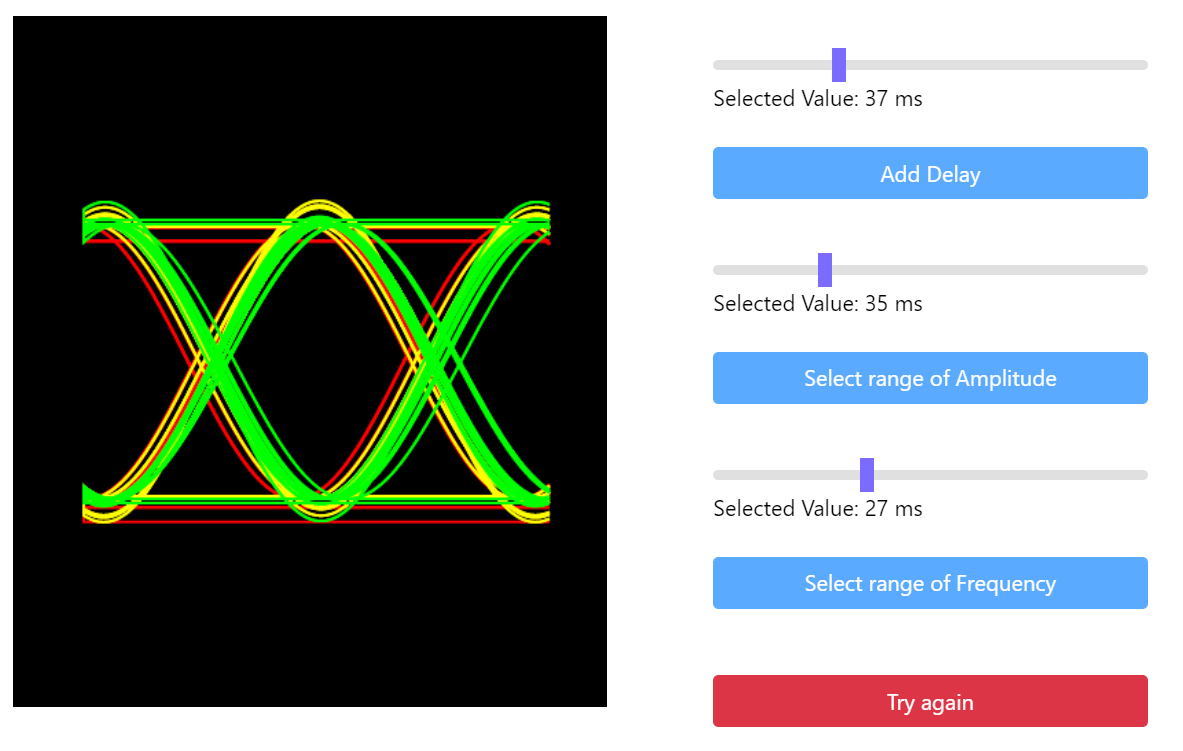 Selected Value: 37 ms
Add Delay
Selected Value: 35 ms
Select range of Amplitude
Selected Value: 27 ms
Select range of Frequency
Try again